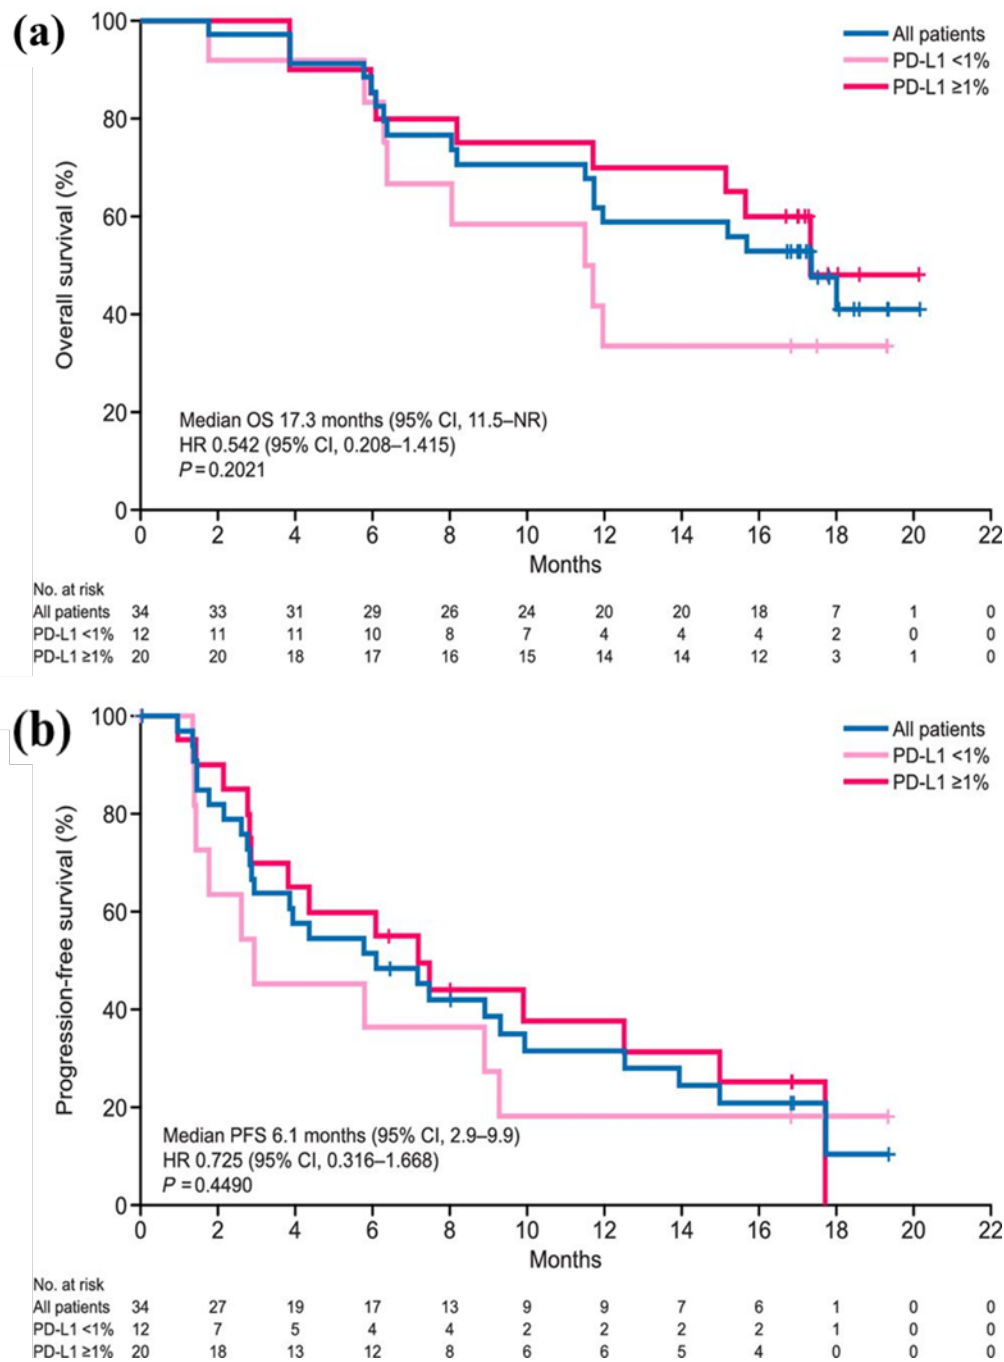 (a)
All patients
PD-L1 <1%
PD-L1 ≥1%
100
80
60
40
20
0
Overall survival (%)
Median OS 17.3 months (95% CI, 11.5–NR)
HR 0.542 (95% CI, 0.208–1.415)
P=0.2021
0 2 4 6 8 10 12 14 16 18 20 22
Months
No. at risk
All patients 34 33 31 29 26 24 20 20 18 7 1 0
PD-L1 <1% 12 11 11 10 8 7 4 4 4 2 0 0
PD-L1 ≥1% 20 20 18 17 16 15 14 14 12 3 1 0
(b)
All patients
PD-L1 <1%
PD-L1 ≥1%
100
80
60
40
20
0
Progression-free survival (%)
Median PFS 6.1 months (95% CI, 2.9–9.9)
HR 0.725 (95% CI, 0.316–1.668)
P=0.4490
0 2 4 6 8 10 12 14 16 18 20 22
Months
No. at risk
All patients 34 27 19 17 13 9 9 7 6 1 0 0
PD-L1 <1% 12 7 5 4 4 2 2 2 2 1 0 0
PD-L1 ≥1% 20 18 13 12 8 6 6 5 4 0 0 0